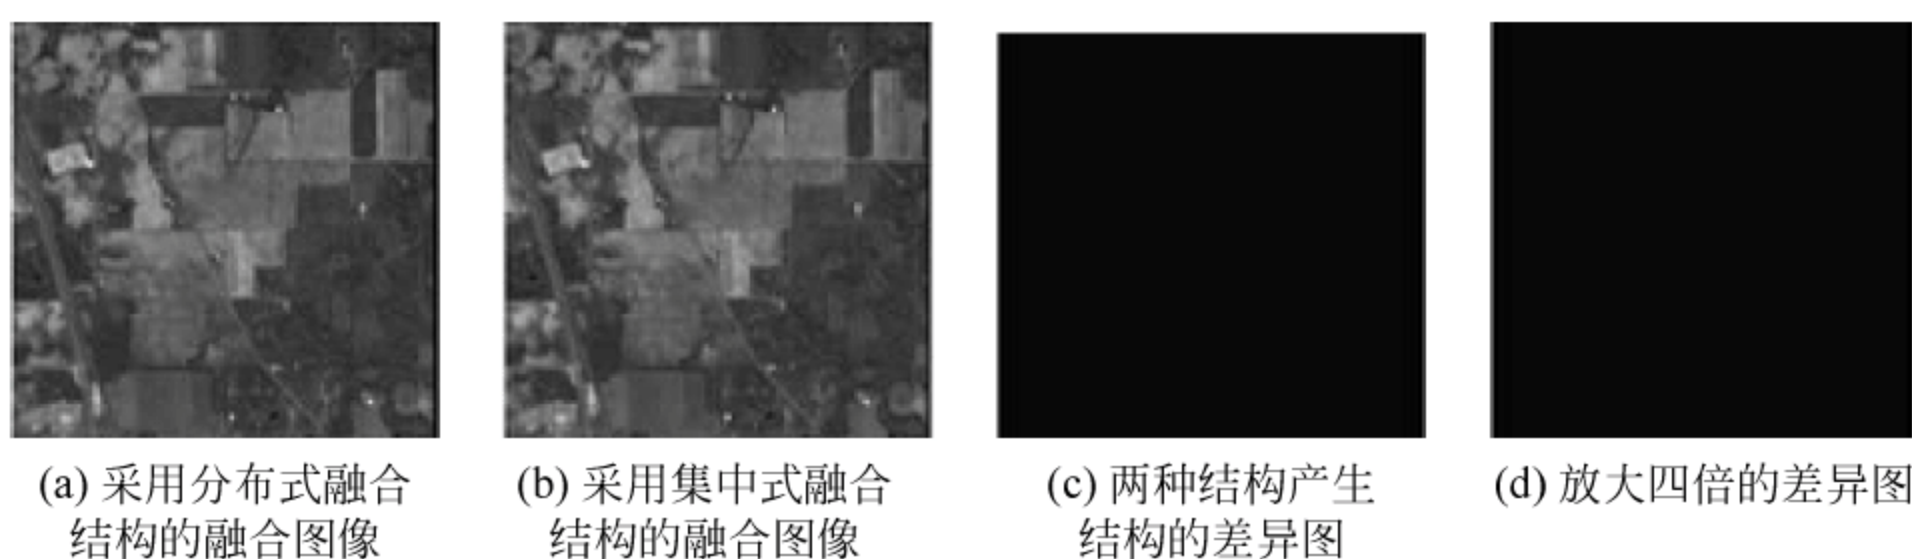 (a) 采用分布式融合
结构的融合图像
(b) 采用集中式融合
结构的融合图像
(c) 两种结构产生
结构的差异图
(d) 放大四倍的差异图